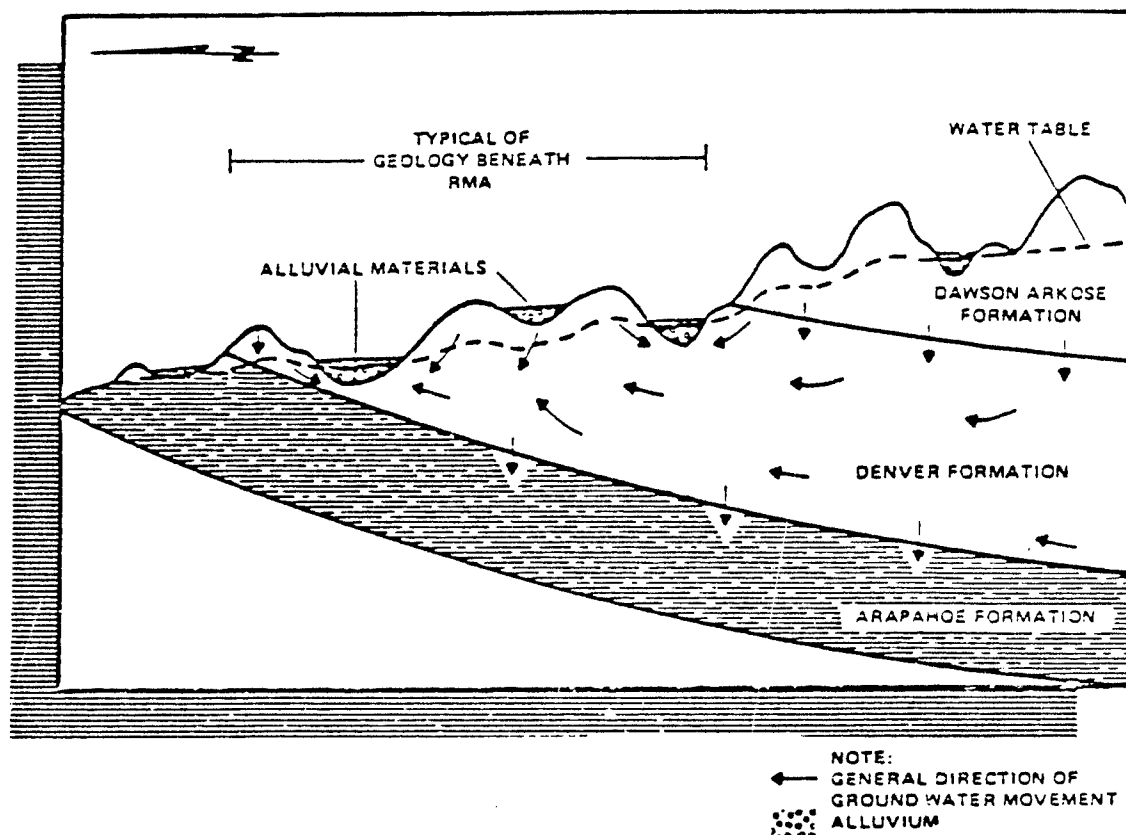 N
TYPICAL OF
GEOLOGY BENEATH
RMA
WATER TABLE
ALLUVIAL MATERIALS
DAWSON ARKOSE
FORMATION
DENVER FORMATION
ARAPAHOE FORMATION
NOTE:
GENERAL DIRECTION OF
GROUND WATER MOVEMENT
ALLUVIUM